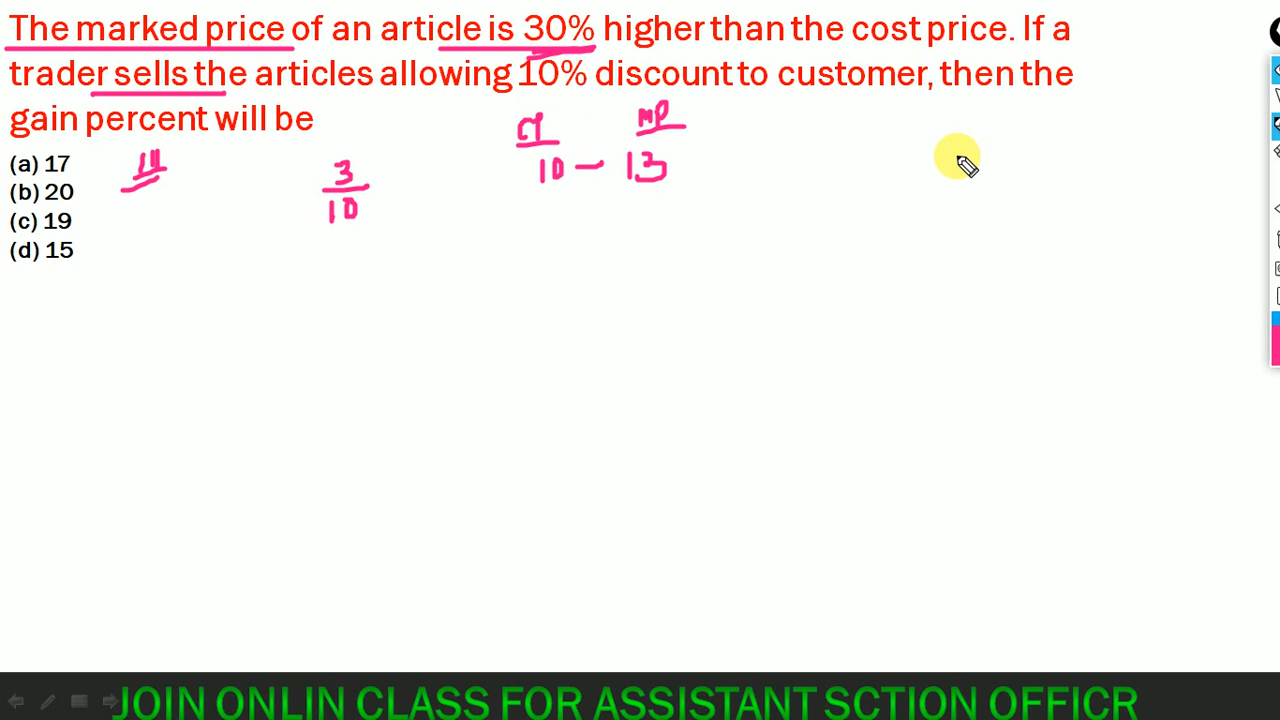 The marked price of an article is 30% higher than the cost price. If a
trader sells the articles allowing 10% discount to customer, then the
gain percent will be
CP MP
10 – 13
3
10
(a) 17
(b) 20
(c) 19
(d) 15
JOIN ONLIN CLASS FOR ASSISTANT SCTION OFFICR